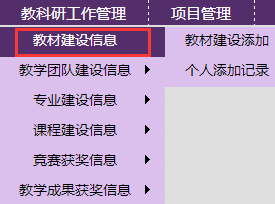 教科研工作管理 项目管理
教材建设信息 教材建设添加
教学团队建设信息 个人添加记录
专业建设信息
课程建设信息
竞赛获奖信息
教学成果获奖信息